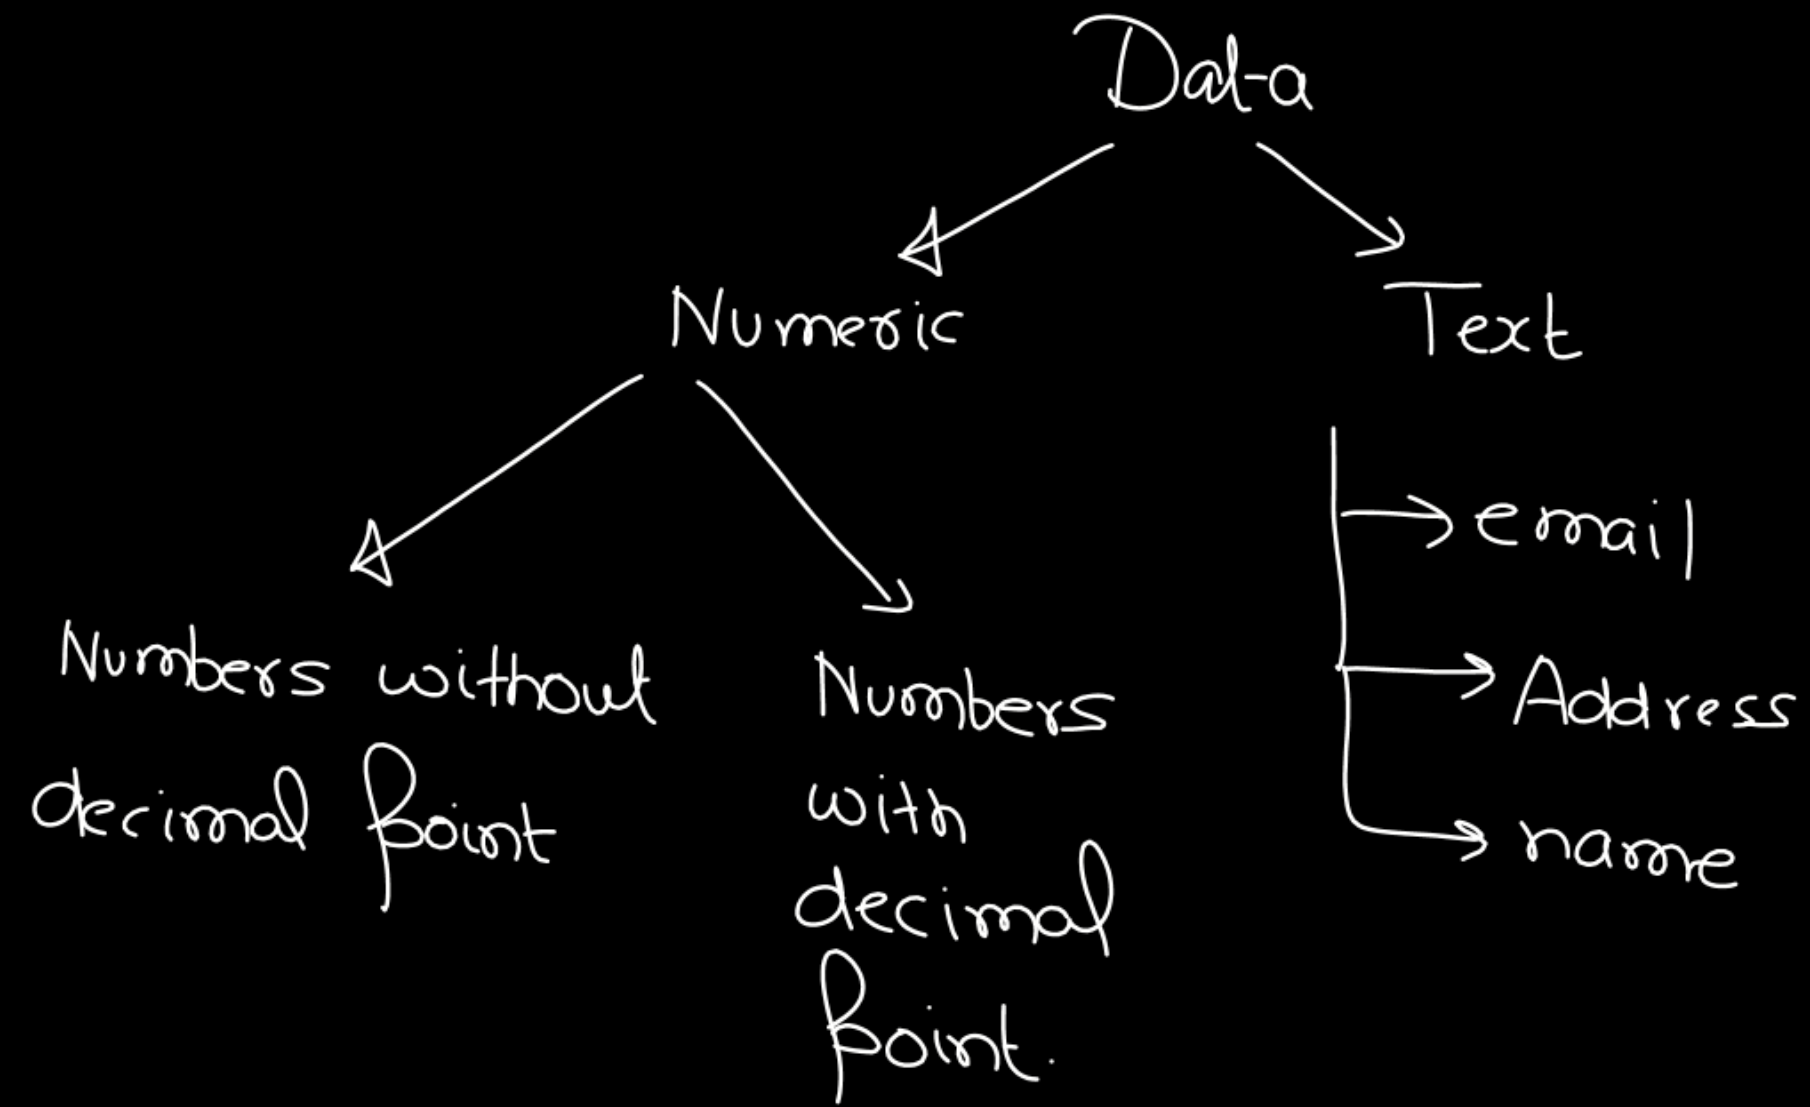 Data
Numeric
Text
email
Numbers without
decimal point
Numbers
with
decimal
point.
Address
name